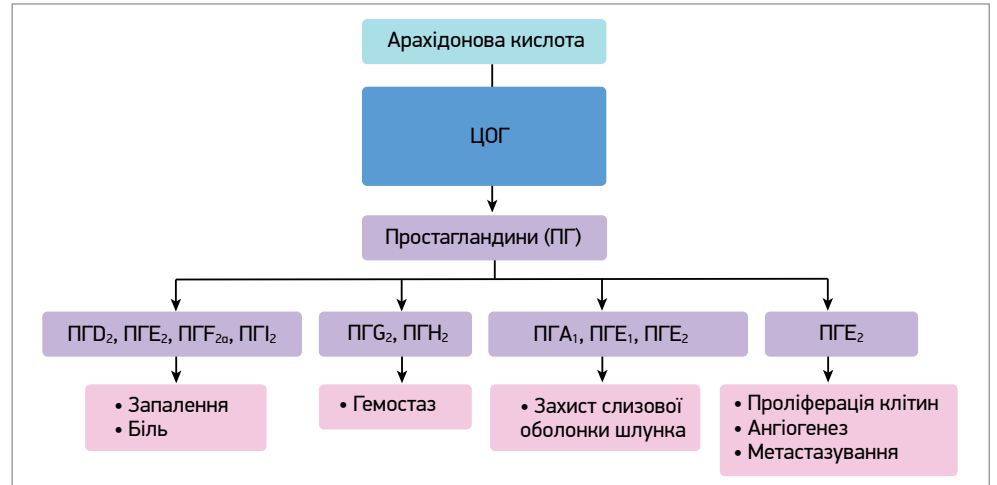 Арахідонова кислота
ЦОГ
Простагландини (ПГ)
ПГD₂, ПГE₂, ПГF₂ₐ, ПГI₂
ПГG₂, ПГH₂
ПГA₁, ПГE₁, ПГE₂
ПГE₂
• Запалення
• Біль
• Гемостаз
• Захист слизової
оболонки шлунка
• Проліферація клітин
• Ангіогенез
• Метастазування